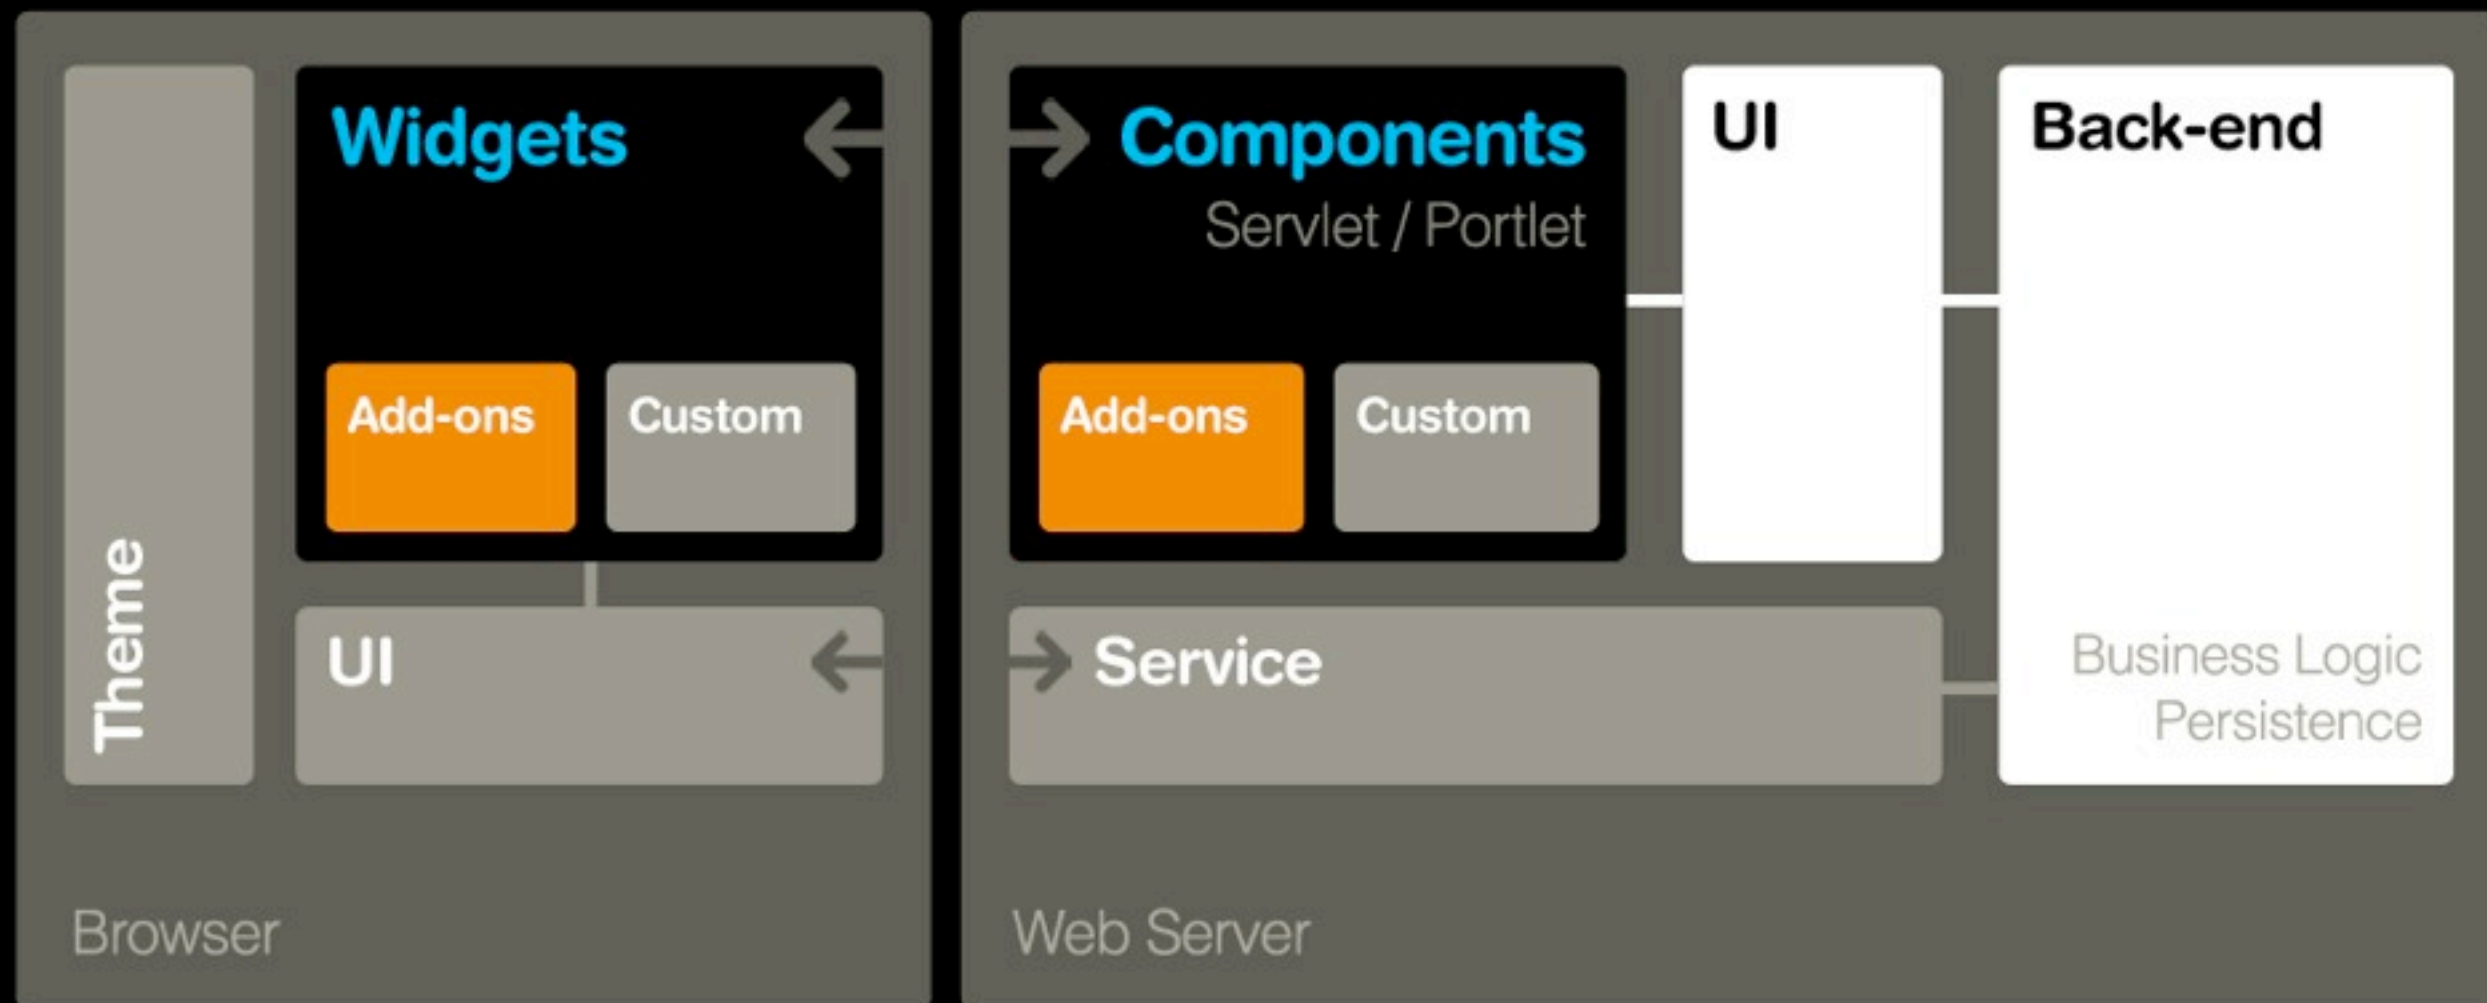 Theme
Widgets
Add-ons
Custom
UI
Browser
Components
Servlet / Portlet
Add-ons
Custom
UI
Back-end
Business Logic
Persistence
Service
Web Server